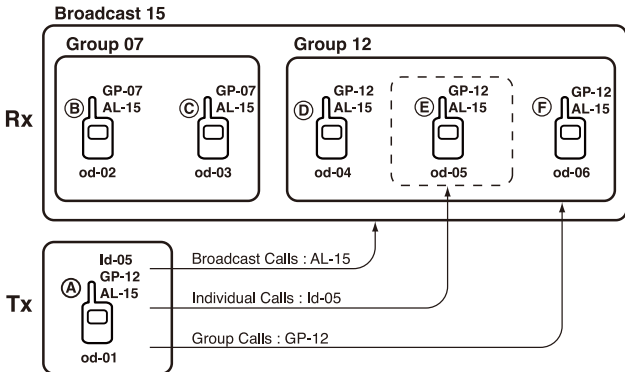 Broadcast 15
Group 07
Group 12
Rx
B
GP-07
AL-15
od-02
C
GP-07
AL-15
od-03
D
GP-12
AL-15
od-04
E
GP-12
AL-15
od-05
F
GP-12
AL-15
od-06
Tx
A
Id-05
GP-12
AL-15
od-01
Broadcast Calls : AL-15
Individual Calls : Id-05
Group Calls : GP-12